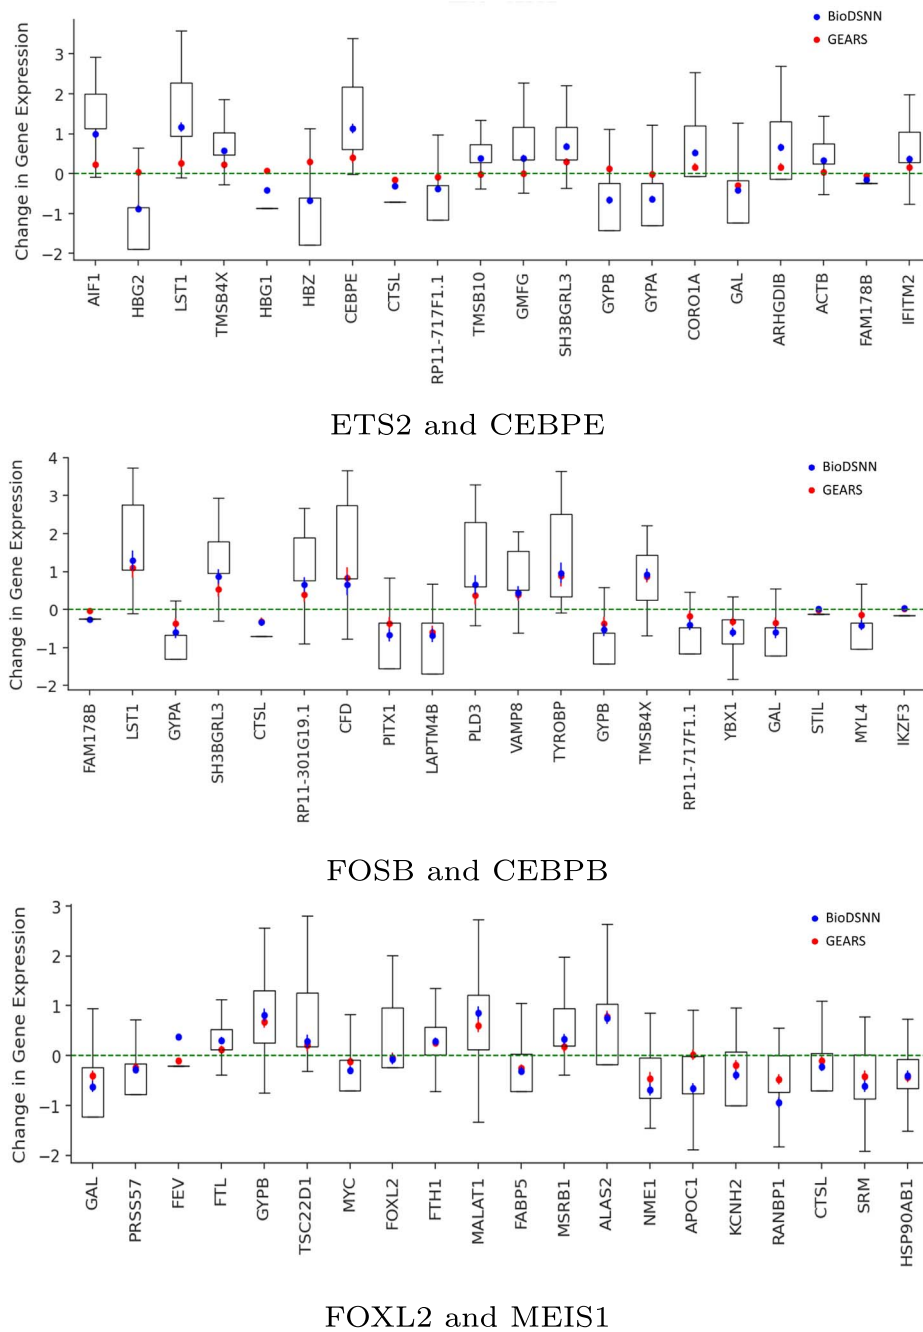 BioDSNN
GEARS
Change in Gene Expression
3
2
1
0
−1
−2
AIF1
HBG2
LST1
TMSB4X
HBG1
HBZ
CEBPE
CTSL
RP11-717F1.1
TMSB10
GMFG
SH3BGRL3
GYPB
GYPA
CORO1A
GAL
ARHGDIB
ACTB
FAM178B
IFITM2
ETS2 and CEBPE
BioDSNN
GEARS
Change in Gene Expression
4
3
2
1
0
−1
−2
FAM178B
LST1
GYPA
SH3BGRL3
CTSL
RP11-301G19.1
CFD
PITX1
LAPTM4B
PLD3
VAMP8
TYROBP
GYPB
TMSB4X
RP11-717F1.1
YBX1
GAL
STIL
MYL4
IKZF3
FOSB and CEBPB
BioDSNN
GEARS
Change in Gene Expression
3
2
1
0
−1
−2
GAL
PRSS57
FEV
FTL
GYPB
TSC22D1
MYC
FOXL2
FTH1
MALAT1
FABP5
MSRB1
ALAS2
NME1
APOC1
KCNH2
RANBP1
CTSL
SRM
HSP90AB1
FOXL2 and MEIS1